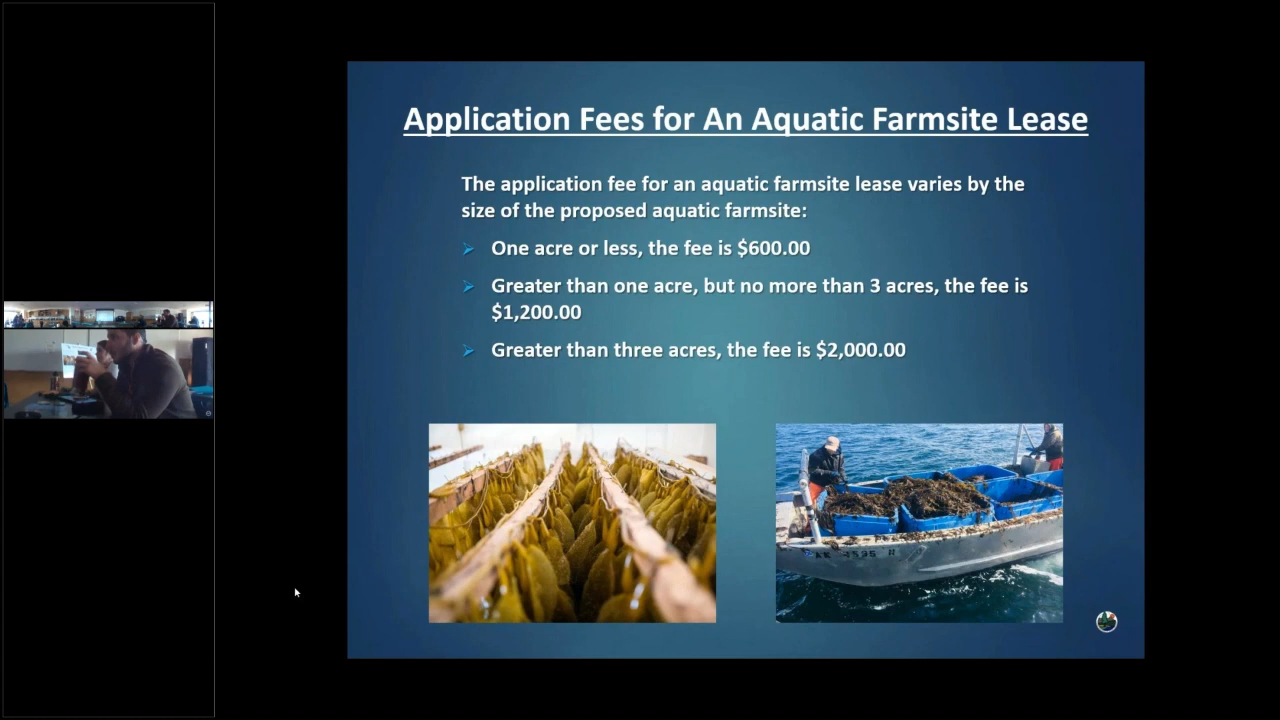 Application Fees for An Aquatic Farmsite Lease
The application fee for an aquatic farmsite lease varies by the
size of the proposed aquatic farmsite:
One acre or less, the fee is $600.00
Greater than one acre, but no more than 3 acres, the fee is
$1,200.00
Greater than three acres, the fee is $2,000.00